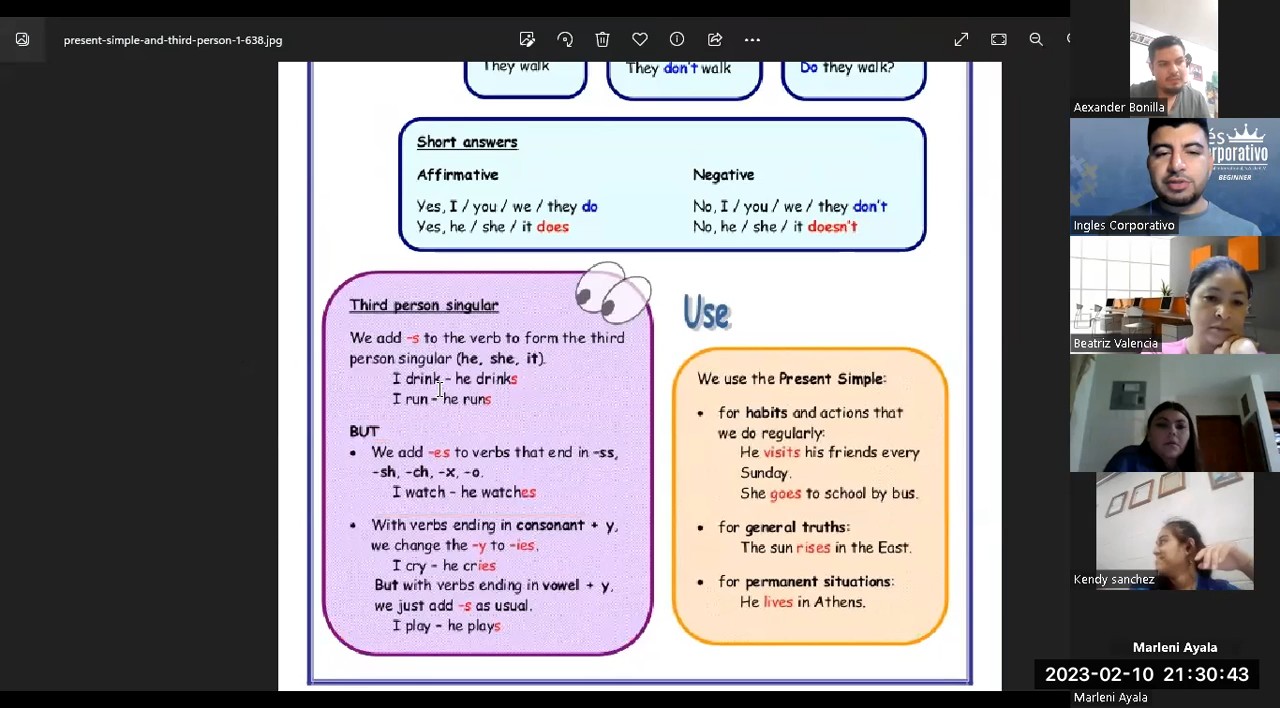 present-simple-and-third-person-1-638.jpg
They walk
They don't walk
Do they walk?
Short answers
Affirmative
Negative
Yes, I / you / we / they do
No, I / you / we / they don't
Yes, he / she / it does
No, he / she / it doesn't
Third person singular
We add -s to the verb to form the third
person singular (he, she, it).
I drink - he drinks
I run - he runs
BUT
• We add -es to verbs that end in -ss,
-sh, -ch, -x, -o.
I watch - he watches
• With verbs ending in consonant + y,
we change the -y to -ies.
I cry - he cries
But with verbs ending in vowel + y,
we just add -s as usual.
I play - he plays
Use
We use the Present Simple:
• for habits and actions that
we do regularly:
He visits his friends every
Sunday.
She goes to school by bus.
• for general truths:
The sun rises in the East.
• for permanent situations:
He lives in Athens.
Aexander Bonilla
és
rporativo
BEGINNER
Ingles Corporativo
Beatriz Valencia
Kendy sanchez
Marleni Ayala
2023-02-10 21:30:43
Marleni Ayala